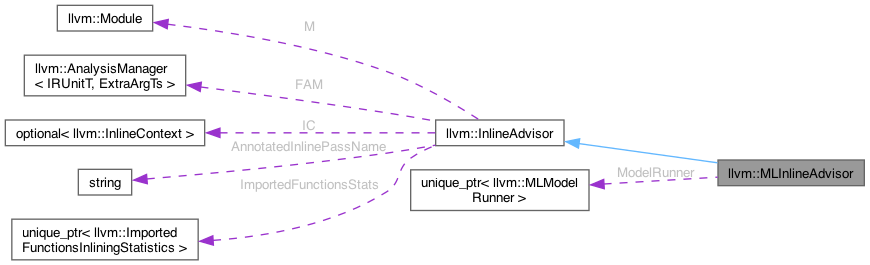 llvm::Module
M
llvm::AnalysisManager
< IRUnitT, ExtraArgTs >
FAM
optional< llvm::InlineContext >
IC
llvm::InlineAdvisor
AnnotatedInlinePassName
string
ImportedFunctionsStats
unique_ptr< llvm::MLModel
Runner >
ModelRunner
llvm::MLInlineAdvisor
unique_ptr< llvm::Imported
FunctionsInliningStatistics >